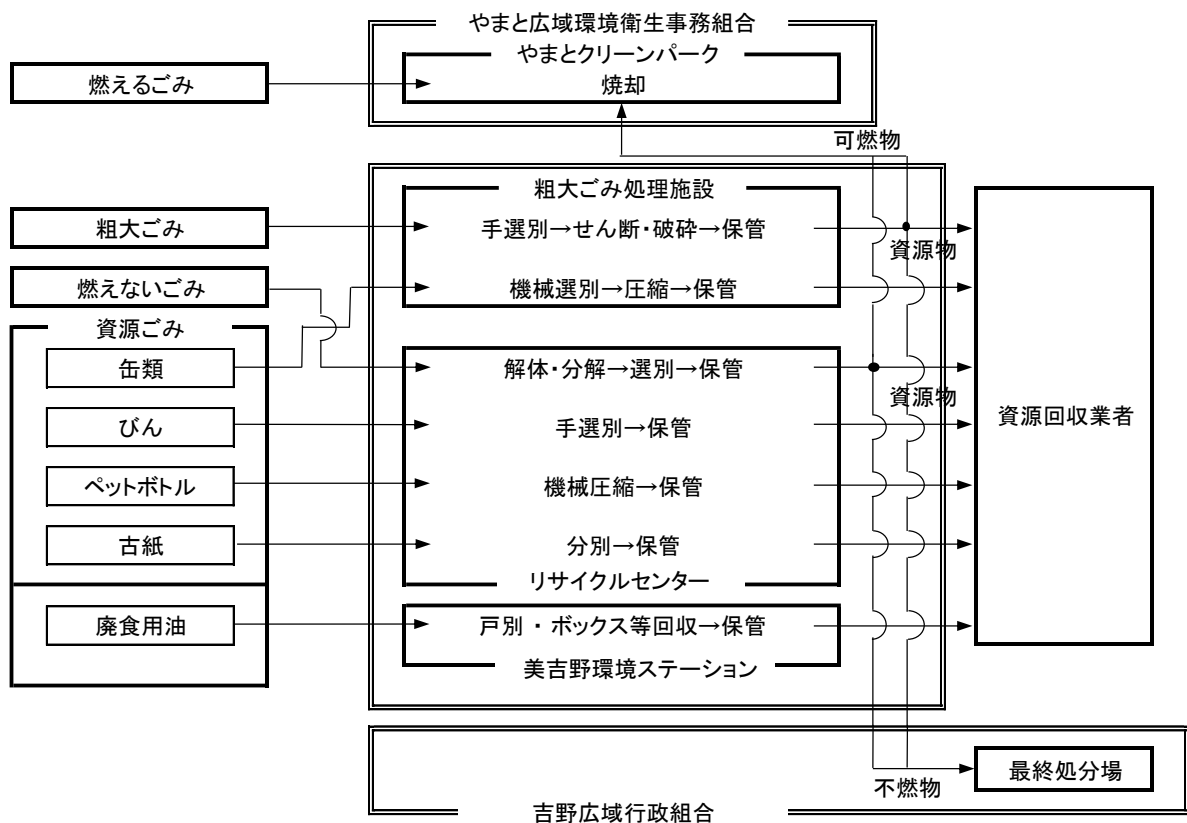 やまと広域環境衛生事務組合
やまとクリーンパーク
燃えるごみ
焼却
可燃物
粗大ごみ処理施設
粗大ごみ
手選別→せん断・破砕→保管
資源物
燃えないごみ
機械選別→圧縮→保管
資源ごみ
缶類
解体・分解→選別→保管
資源物
びん
手選別→保管
資源回収業者
ペットボトル
機械圧縮→保管
古紙
分別→保管
リサイクルセンター
廃食用油
戸別 ・ ボックス等回収→保管
美吉野環境ステーション
最終処分場
不燃物
吉野広域行政組合